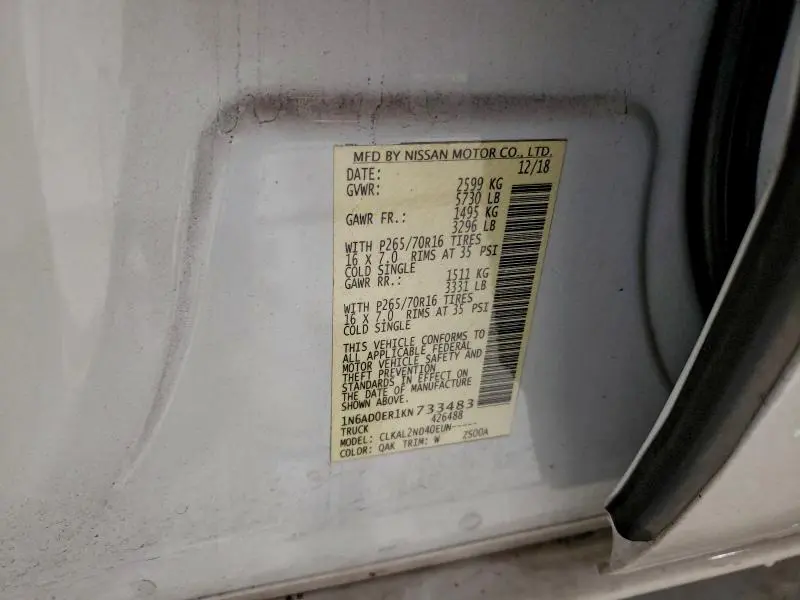 MFD BY NISSAN MOTOR CO., LTD.
DATE: 12/18
GVWR: 2599 KG
5730 LB
GAWR FR.: 1495 KG
3296 LB
WITH P265/70R16 TIRES
16 X 7.0 RIMS AT 35 PSI
COLD SINGLE
GAWR RR.: 1511 KG
3331 LB
WITH P265/70R16 TIRES
16 X 7.0 RIMS AT 35 PSI
COLD SINGLE
THIS VEHICLE CONFORMS TO
ALL APPLICABLE FEDERAL
MOTOR VEHICLE SAFETY AND
THEFT PREVENTION
STANDARDS IN EFFECT ON
THE DATE OF MANUFACTURE
SHOWN ABOVE.
1N6AD0ER1KN733483
TRUCK 426488
MODEL: CLKAL2ND40EUN-----
COLOR: QAK TRIM: W 2500A